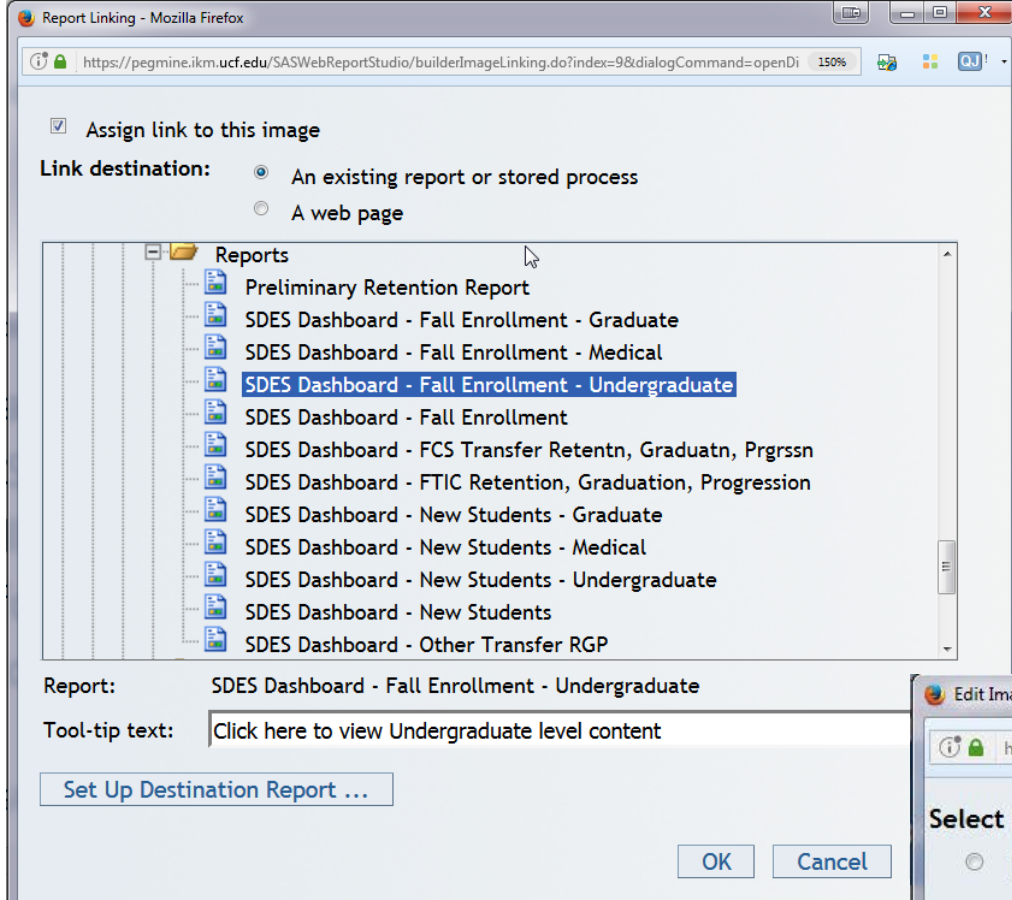 Report Linking - Mozilla Firefox
https://pegmine.ikm.ucf.edu/SASWebReportStudio/builderImageLinking.do?index=9&dialogCommand=openDi 150% QJ!
Assign link to this image
Link destination:
An existing report or stored process
A web page
Reports
Preliminary Retention Report
SDES Dashboard - Fall Enrollment - Graduate
SDES Dashboard - Fall Enrollment - Medical
SDES Dashboard - Fall Enrollment - Undergraduate
SDES Dashboard - Fall Enrollment
SDES Dashboard - FCS Transfer Retentn, Graduatn, Prgrssn
SDES Dashboard - FTIC Retention, Graduation, Progression
SDES Dashboard - New Students - Graduate
SDES Dashboard - New Students - Medical
SDES Dashboard - New Students - Undergraduate
SDES Dashboard - New Students
SDES Dashboard - Other Transfer RGP
Report: SDES Dashboard - Fall Enrollment - Undergraduate
Tool-tip text: Click here to view Undergraduate level content
Set Up Destination Report ...
OK Cancel
Edit Ima
h
Select